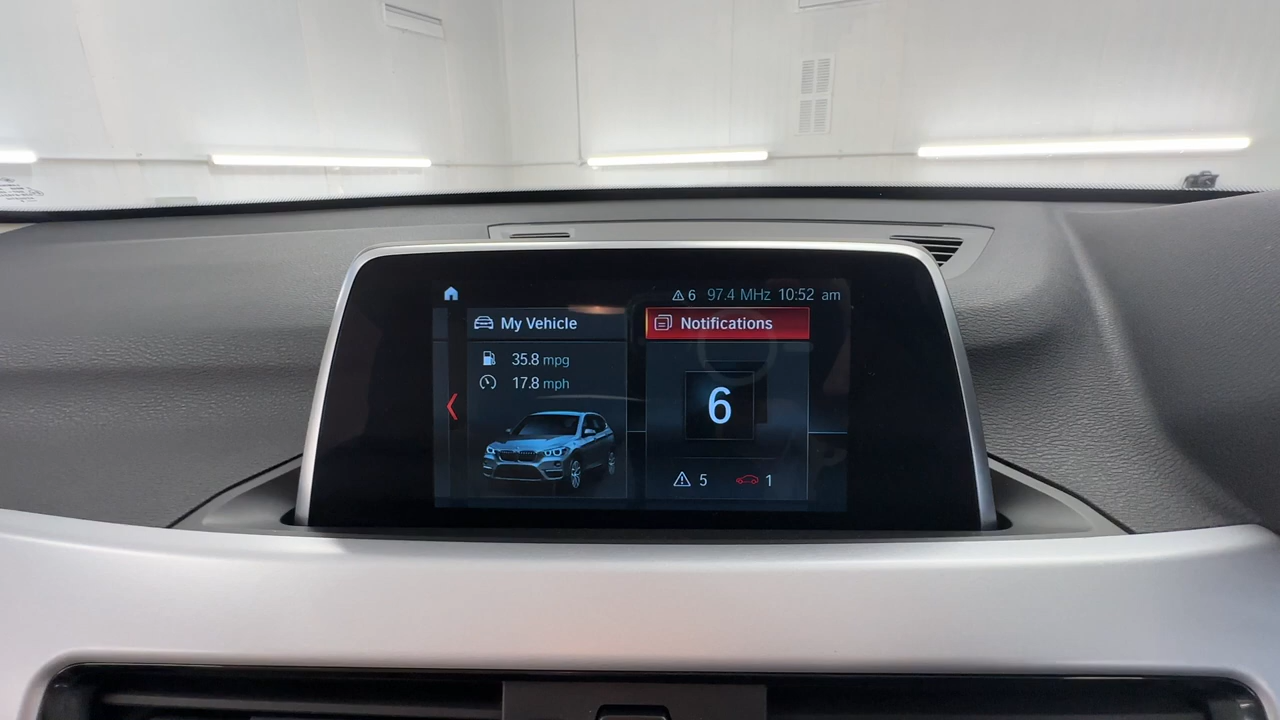 6 97.4 MHz 10:52 am
My Vehicle
Notifications
35.8 mpg
17.8 mph
6
5 1